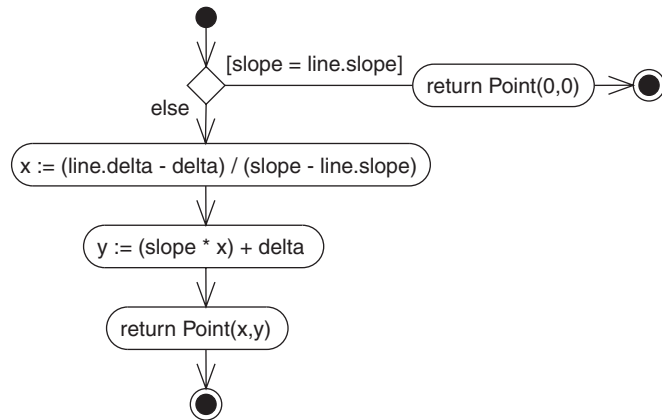 [slope = line.slope]
return Point(0,0)
else
x := (line.delta - delta) / (slope - line.slope)
y := (slope * x) + delta
return Point(x,y)